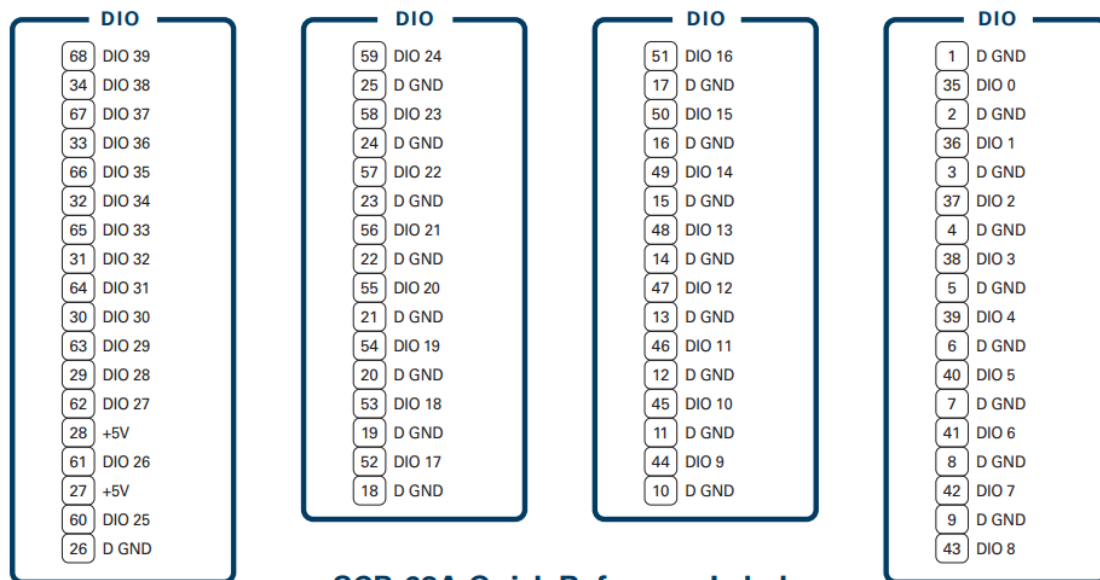 DIO
68 DIO 39
34 DIO 38
67 DIO 37
33 DIO 36
66 DIO 35
32 DIO 34
65 DIO 33
31 DIO 32
64 DIO 31
30 DIO 30
63 DIO 29
29 DIO 28
62 DIO 27
28 +5V
61 DIO 26
27 +5V
60 DIO 25
26 D GND
DIO
59 DIO 24
25 D GND
58 DIO 23
24 D GND
57 DIO 22
23 D GND
56 DIO 21
22 D GND
55 DIO 20
21 D GND
54 DIO 19
20 D GND
53 DIO 18
19 D GND
52 DIO 17
18 D GND
DIO
51 DIO 16
17 D GND
50 DIO 15
16 D GND
49 DIO 14
15 D GND
48 DIO 13
14 D GND
47 DIO 12
13 D GND
46 DIO 11
12 D GND
45 DIO 10
11 D GND
44 DIO 9
10 D GND
DIO
1 D GND
35 DIO 0
2 D GND
36 DIO 1
3 D GND
37 DIO 2
4 D GND
38 DIO 3
5 D GND
39 DIO 4
6 D GND
40 DIO 5
7 D GND
41 DIO 6
8 D GND
42 DIO 7
9 D GND
43 DIO 8
SCB-68A Quick Reference Label